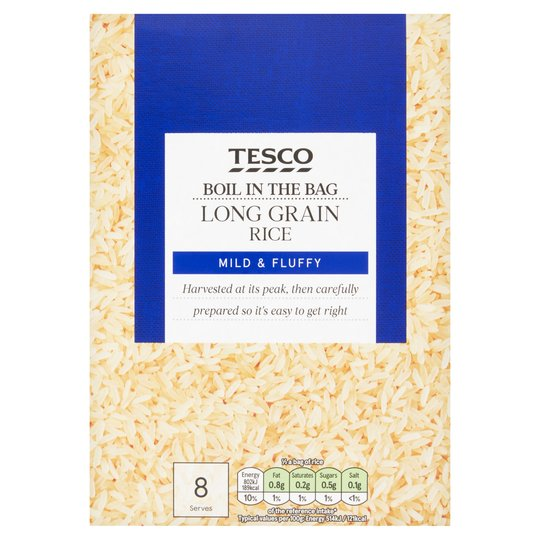 TESCO
BOIL IN THE BAG
LONG GRAIN
RICE
MILD & FLUFFY
Harvested at its peak, then carefully
prepared so it's easy to get right
8
Serves
½ a bag of rice
Energy Fat Saturates Sugars Salt
802kJ
189kcal 0.8g 0.2g 0.5g 0.1g
10% 1% 1% 1% <1%
of the reference intake*
Typical values per 100g: Energy 514kJ / 121kcal